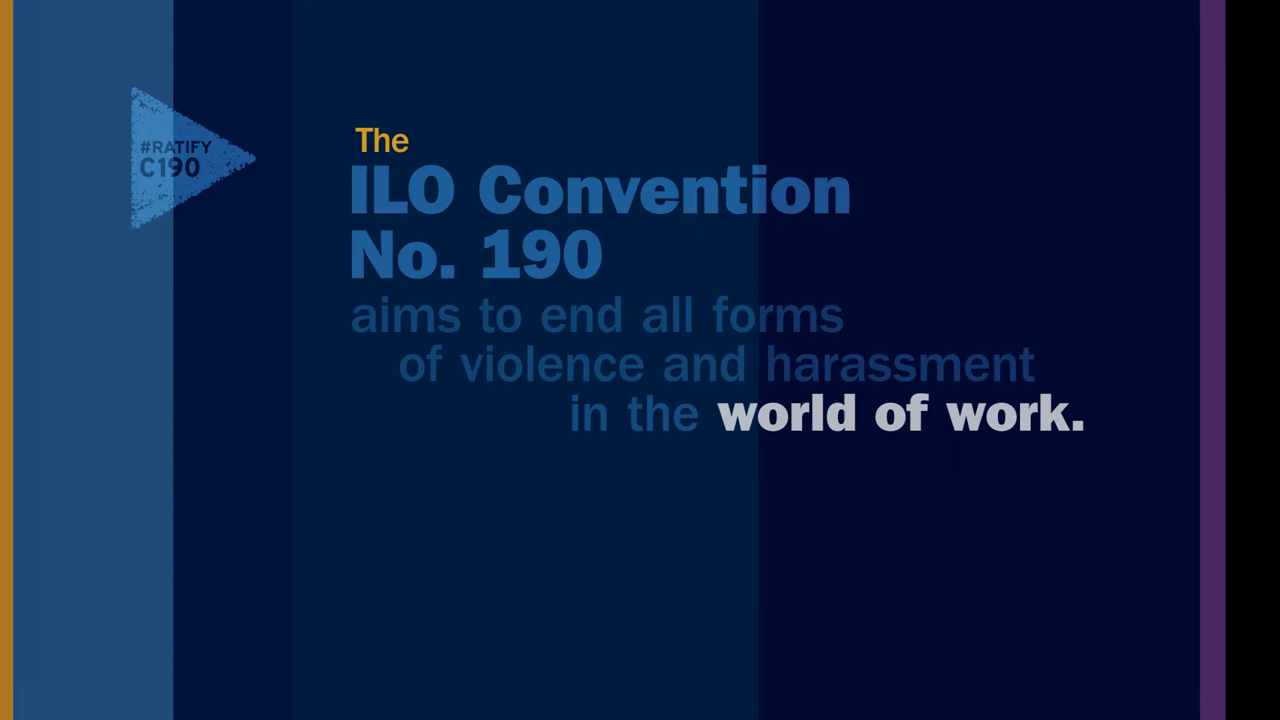 #RATIFY
C190
The
ILO Convention
No. 190
aims to end all forms
of violence and harassment
in the world of work.